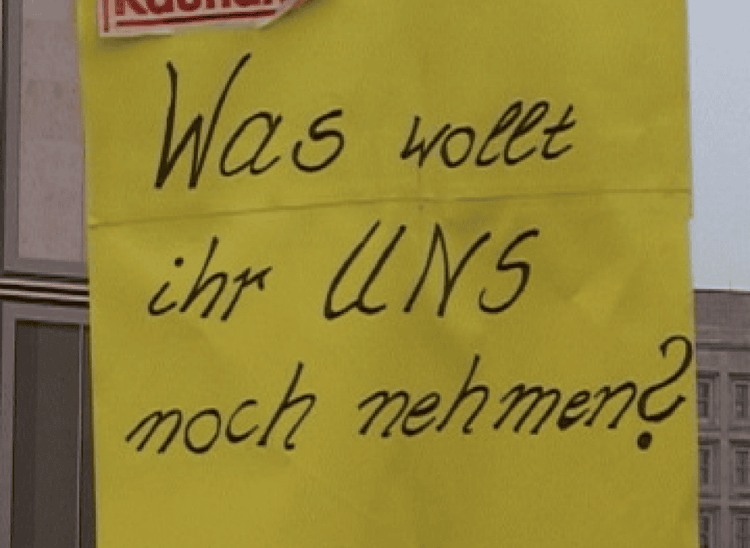 Was wollt
ihr UNS
noch nehmen?